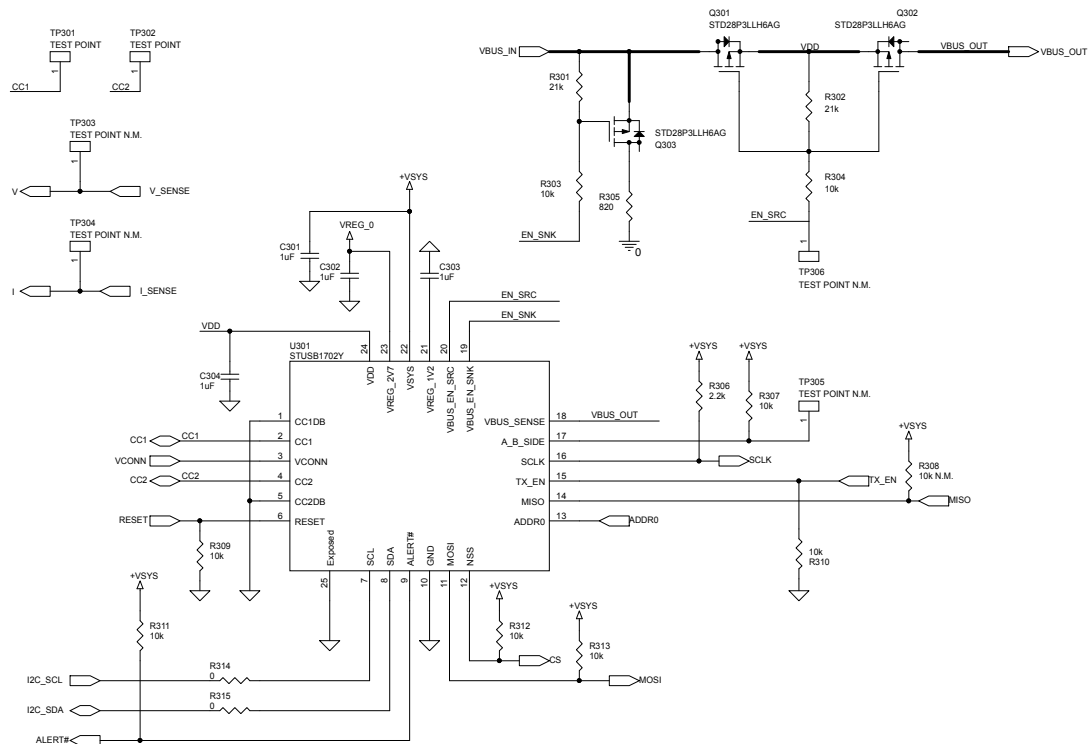 TP301
TEST POINT
1
CC1
TP302
TEST POINT
1
CC2
TP303
TEST POINT N.M.
1
V
V_SENSE
TP304
TEST POINT N.M.
1
I
I_SENSE
Q301
STD28P3LLH6AG
Q302
STD28P3LLH6AG
VBUS_IN
VDD
VBUS_OUT
VBUS_OUT
R301
21k
R302
21k
STD28P3LLH6AG
Q303
R303
10k
R305
820
R304
10k
EN_SNK
0
EN_SRC
1
TP306
TEST POINT N.M.
+VSYS
C301
1uF
VREG_0
C302
1uF
C303
1uF
EN_SRC
EN_SNK
VDD
C304
1uF
U301
STUSB1702Y
24
23
22
21
20
19
VDD
VREG_2V7
VSYS
VREG_1V2
VBUS_EN_SRC
VBUS_EN_SNK
1
CC1DB
CC1
CC1
2
CC1
VCONN
3
VCONN
CC2
CC2
4
CC2
5
CC2DB
RESET
6
RESET
VBUS_SENSE
18
VBUS_OUT
A_B_SIDE
17
SCLK
16
SCLK
TX_EN
15
TX_EN
MISO
14
MISO
ADDR0
13
ADDR0
+VSYS
R306
2.2k
+VSYS
R307
10k
TP305
TEST POINT N.M.
1
+VSYS
R308
10k N.M.
10k
R310
R309
10k
Exposed
SCL
SDA
ALERT#
GND
MOSI
NSS
25
7
8
9
10
11
12
+VSYS
R311
10k
+VSYS
R312
10k
+VSYS
R313
10k
CS
MOSI
I2C_SCL
R314
0
I2C_SDA
R315
0
ALERT#